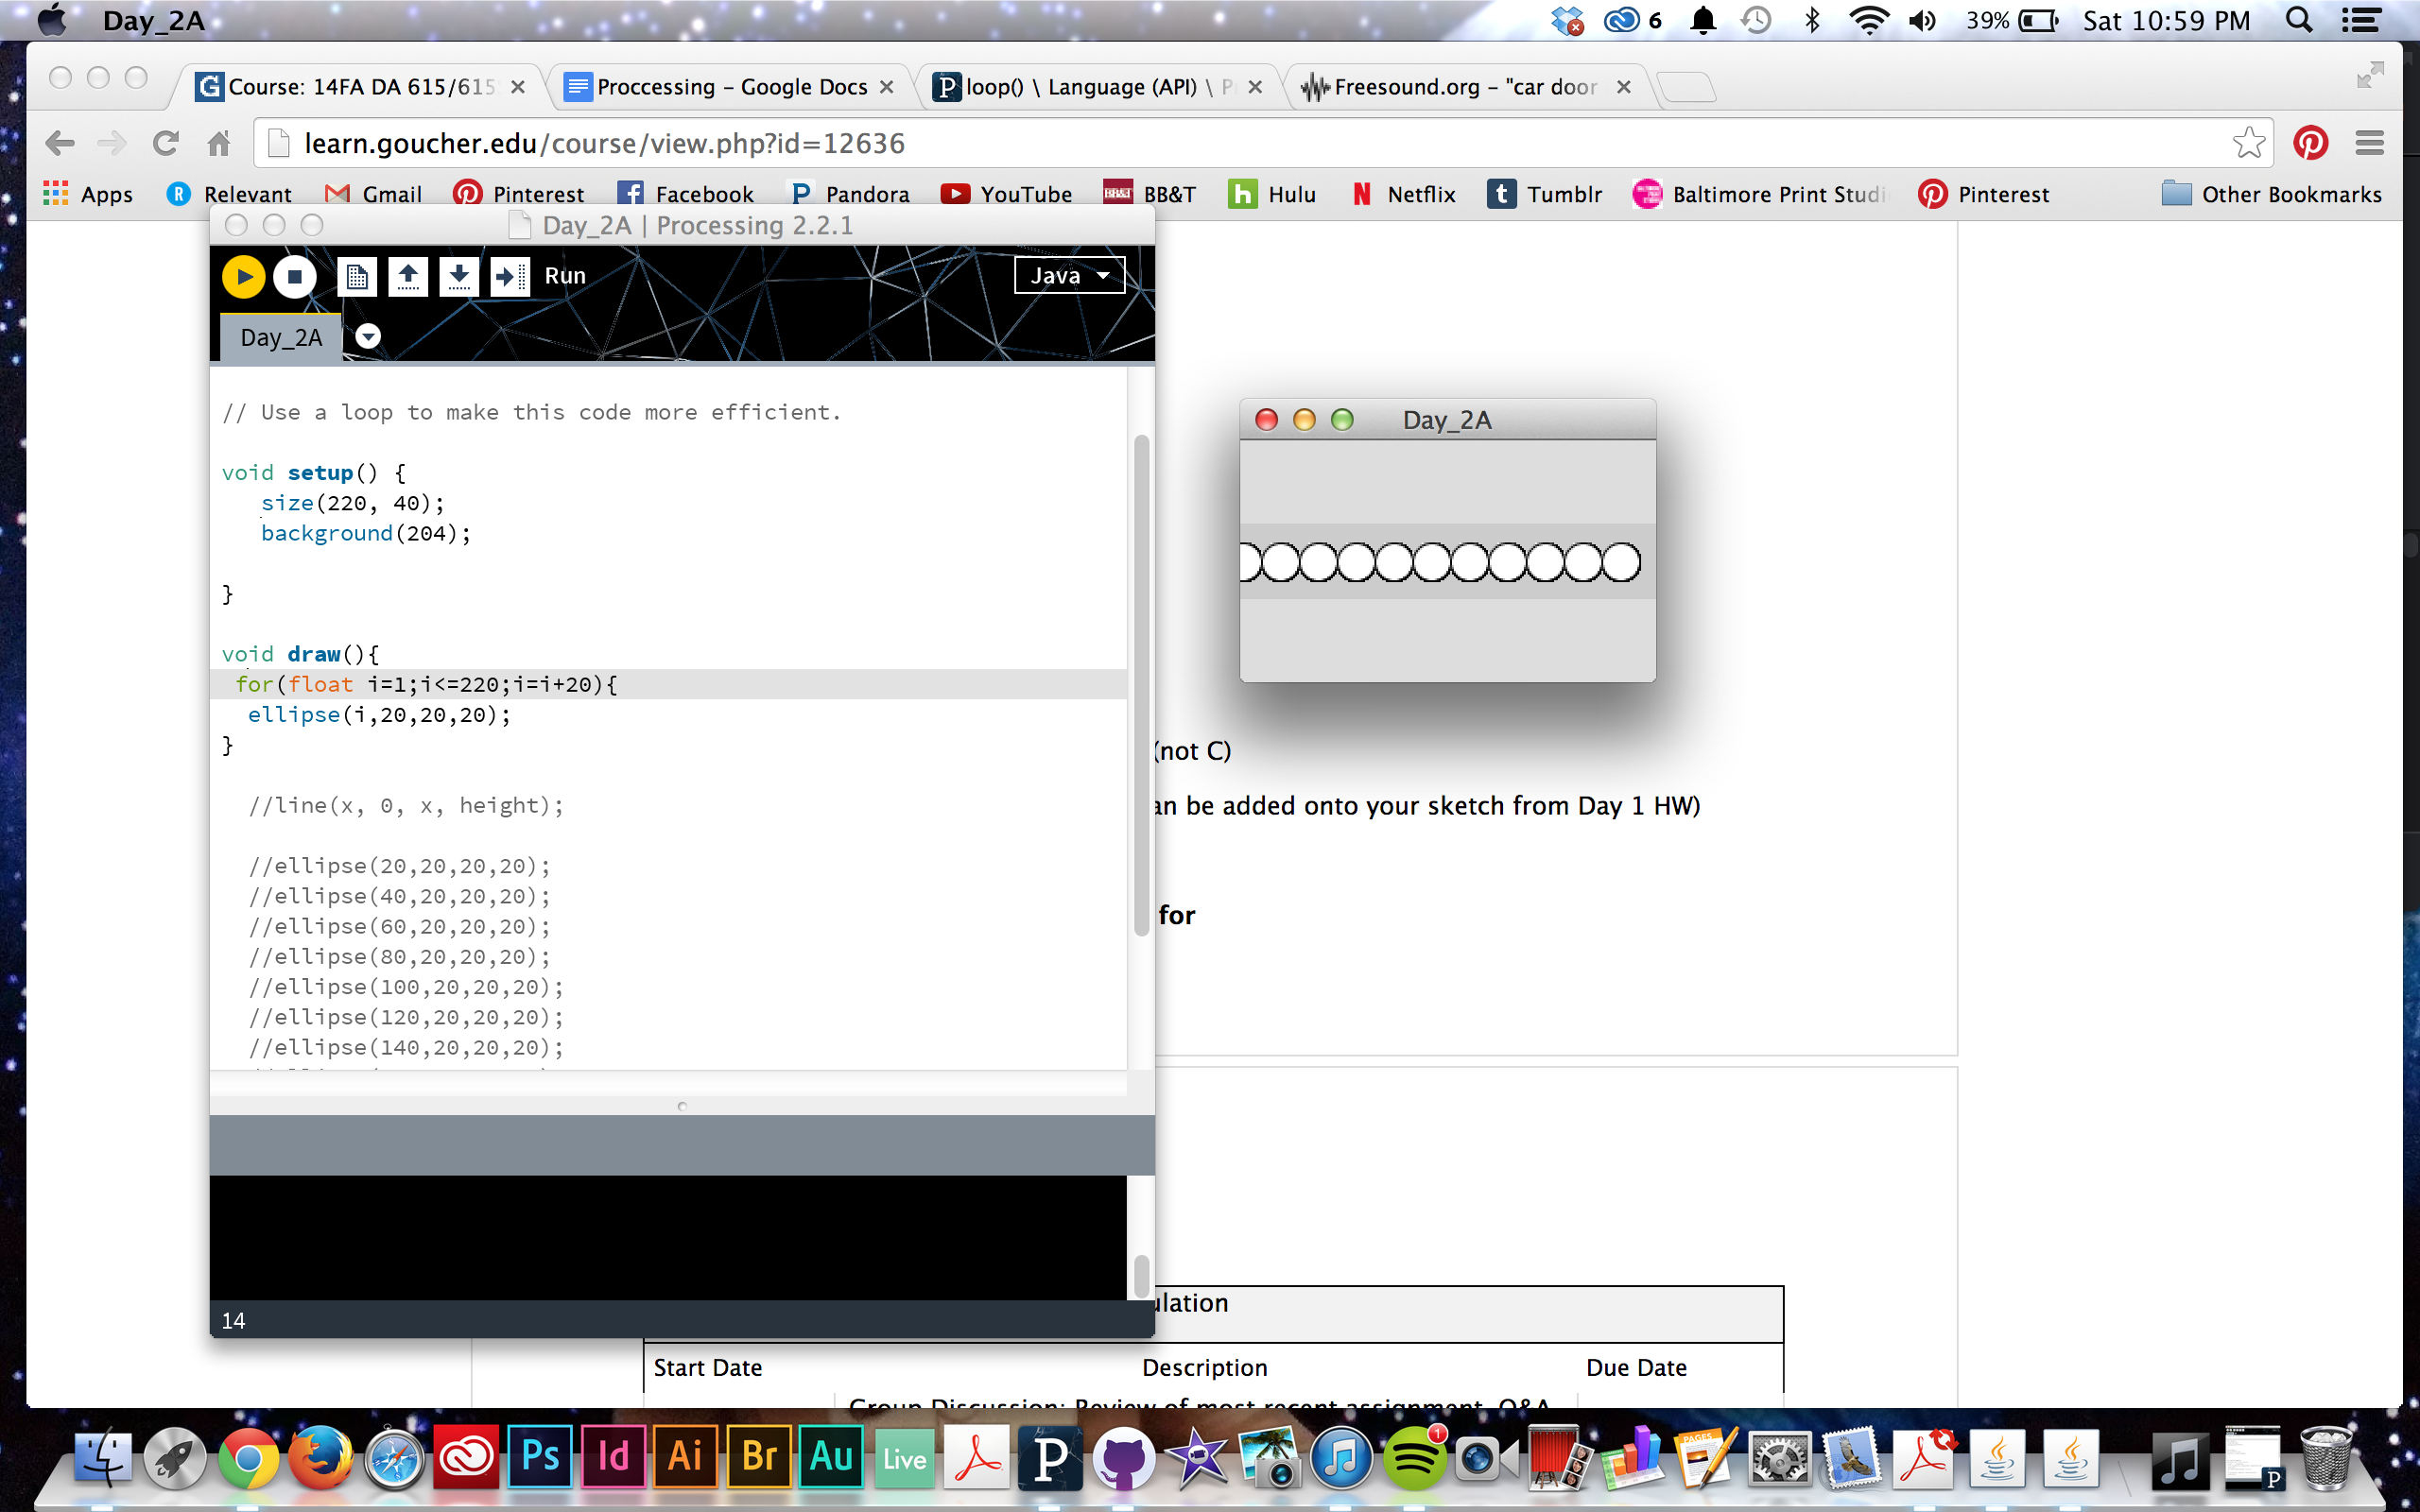 Day_2A
6
39%
Sat 10:59 PM
Course: 14FA DA 615/615
Proccessing – Google Docs
loop() \ Language (API) \ P
Freesound.org – "car door
learn.goucher.edu/course/view.php?id=12636
Apps
Relevant
Gmail
Pinterest
Facebook
Pandora
YouTube
BB&T
Hulu
Netflix
Tumblr
Baltimore Print Studi
Pinterest
Other Bookmarks
Day_2A | Processing 2.2.1
Run
Java
Day_2A
// Use a loop to make this code more efficient.
void setup() {
size(220, 40);
background(204);
}
void draw(){
for(float i=1;i<=220;i=i+20){
ellipse(i,20,20,20);
}
//line(x, 0, x, height);
//ellipse(20,20,20,20);
//ellipse(40,20,20,20);
//ellipse(60,20,20,20);
//ellipse(80,20,20,20);
//ellipse(100,20,20,20);
//ellipse(120,20,20,20);
//ellipse(140,20,20,20);
14
Day_2A
(not C)
an be added onto your sketch from Day 1 HW)
for
ulation
Start Date
Description
Due Date
Group Discussion: Review of most recent assignment, Q&A
Ps
Id
Ai
Br
Au
Live
P
1
PAGES
P